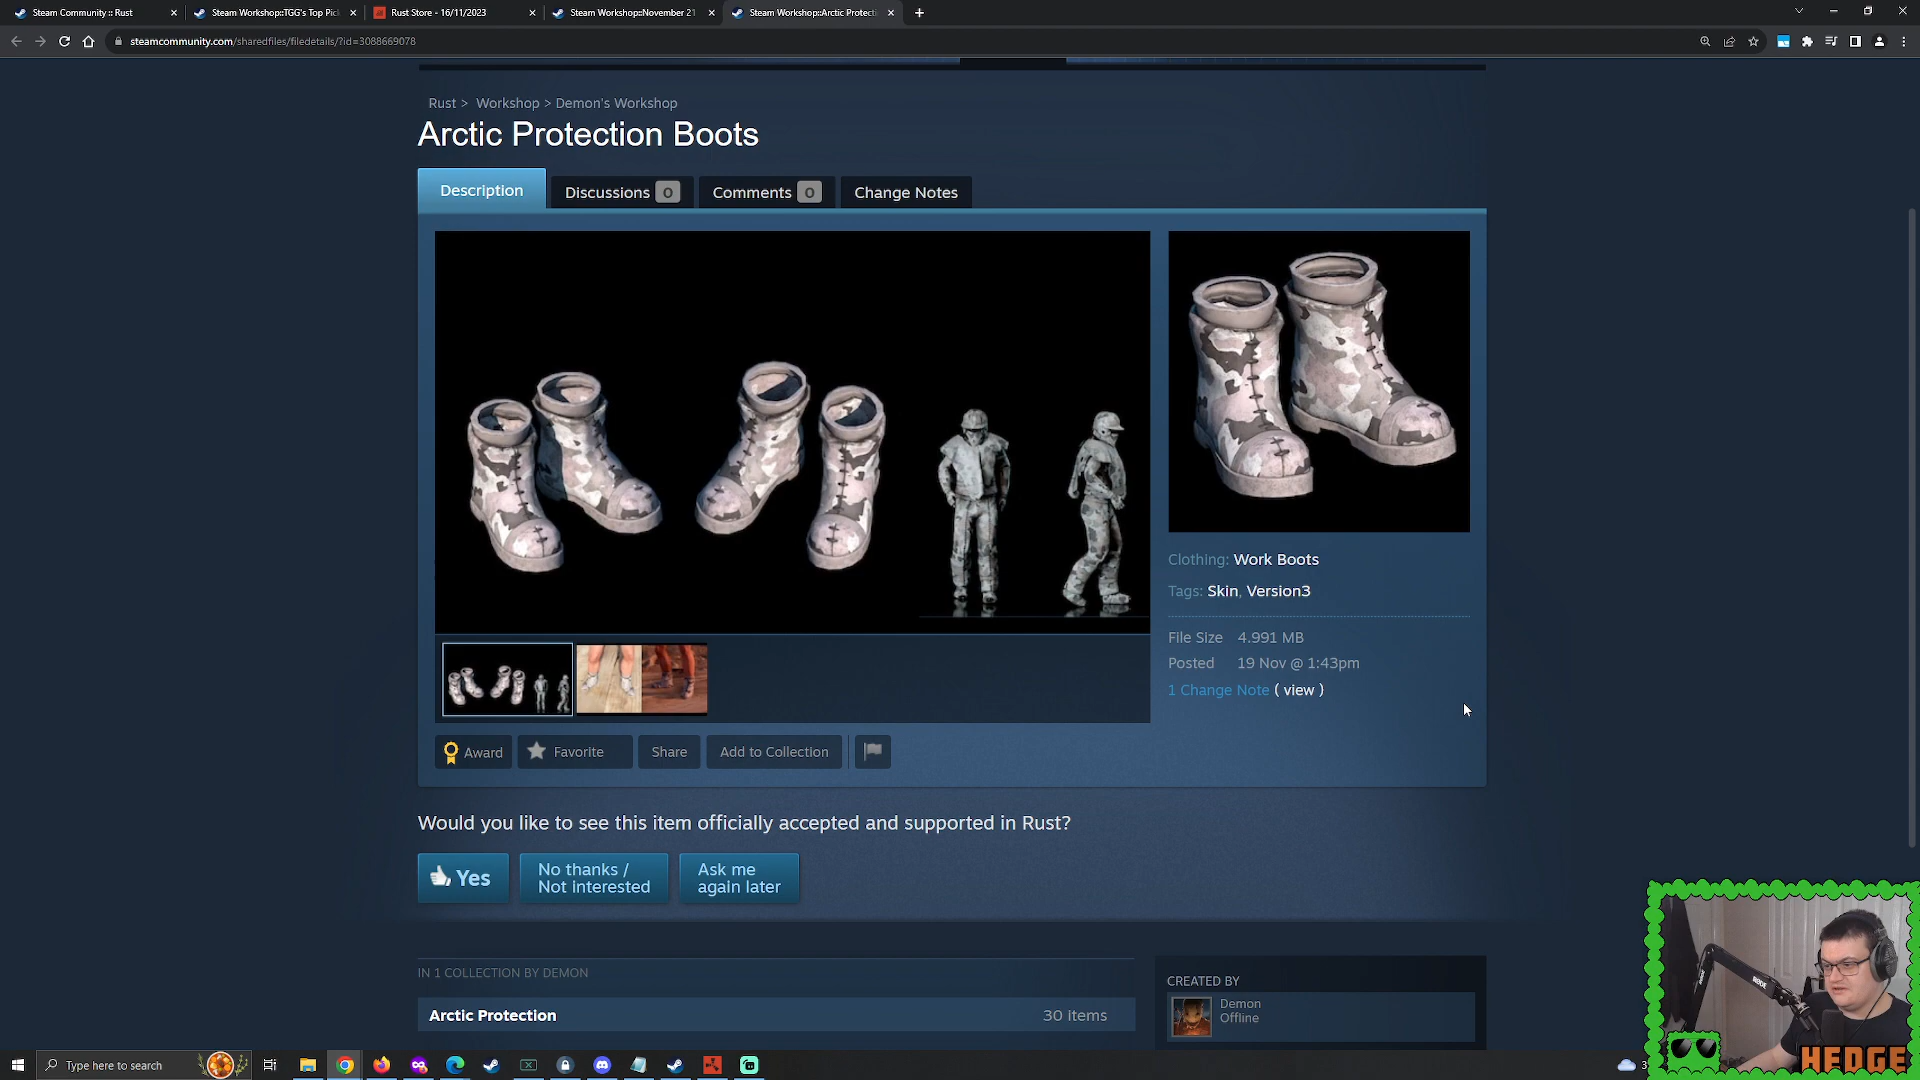 Steam Community :: Rust
Steam Workshop::TGG's Top Pic
Rust Store - 16/11/2023
Steam Workshop::November 21
Steam Workshop::Arctic Protecti
steamcommunity.com/sharedfiles/filedetails/?id=3088669078
Rust > Workshop > Demon's Workshop
Arctic Protection Boots
Description
Discussions 0
Comments 0
Change Notes
Clothing: Work Boots
Tags: Skin, Version3
File Size 4.991 MB
Posted 19 Nov @ 1:43pm
1 Change Note ( view )
Award
Favorite
Share
Add to Collection
Would you like to see this item officially accepted and supported in Rust?
Yes
No thanks /
Not interested
Ask me
again later
IN 1 COLLECTION BY DEMON
Arctic Protection 30 items
CREATED BY
Demon
Offline
Type here to search
3
HEDGE